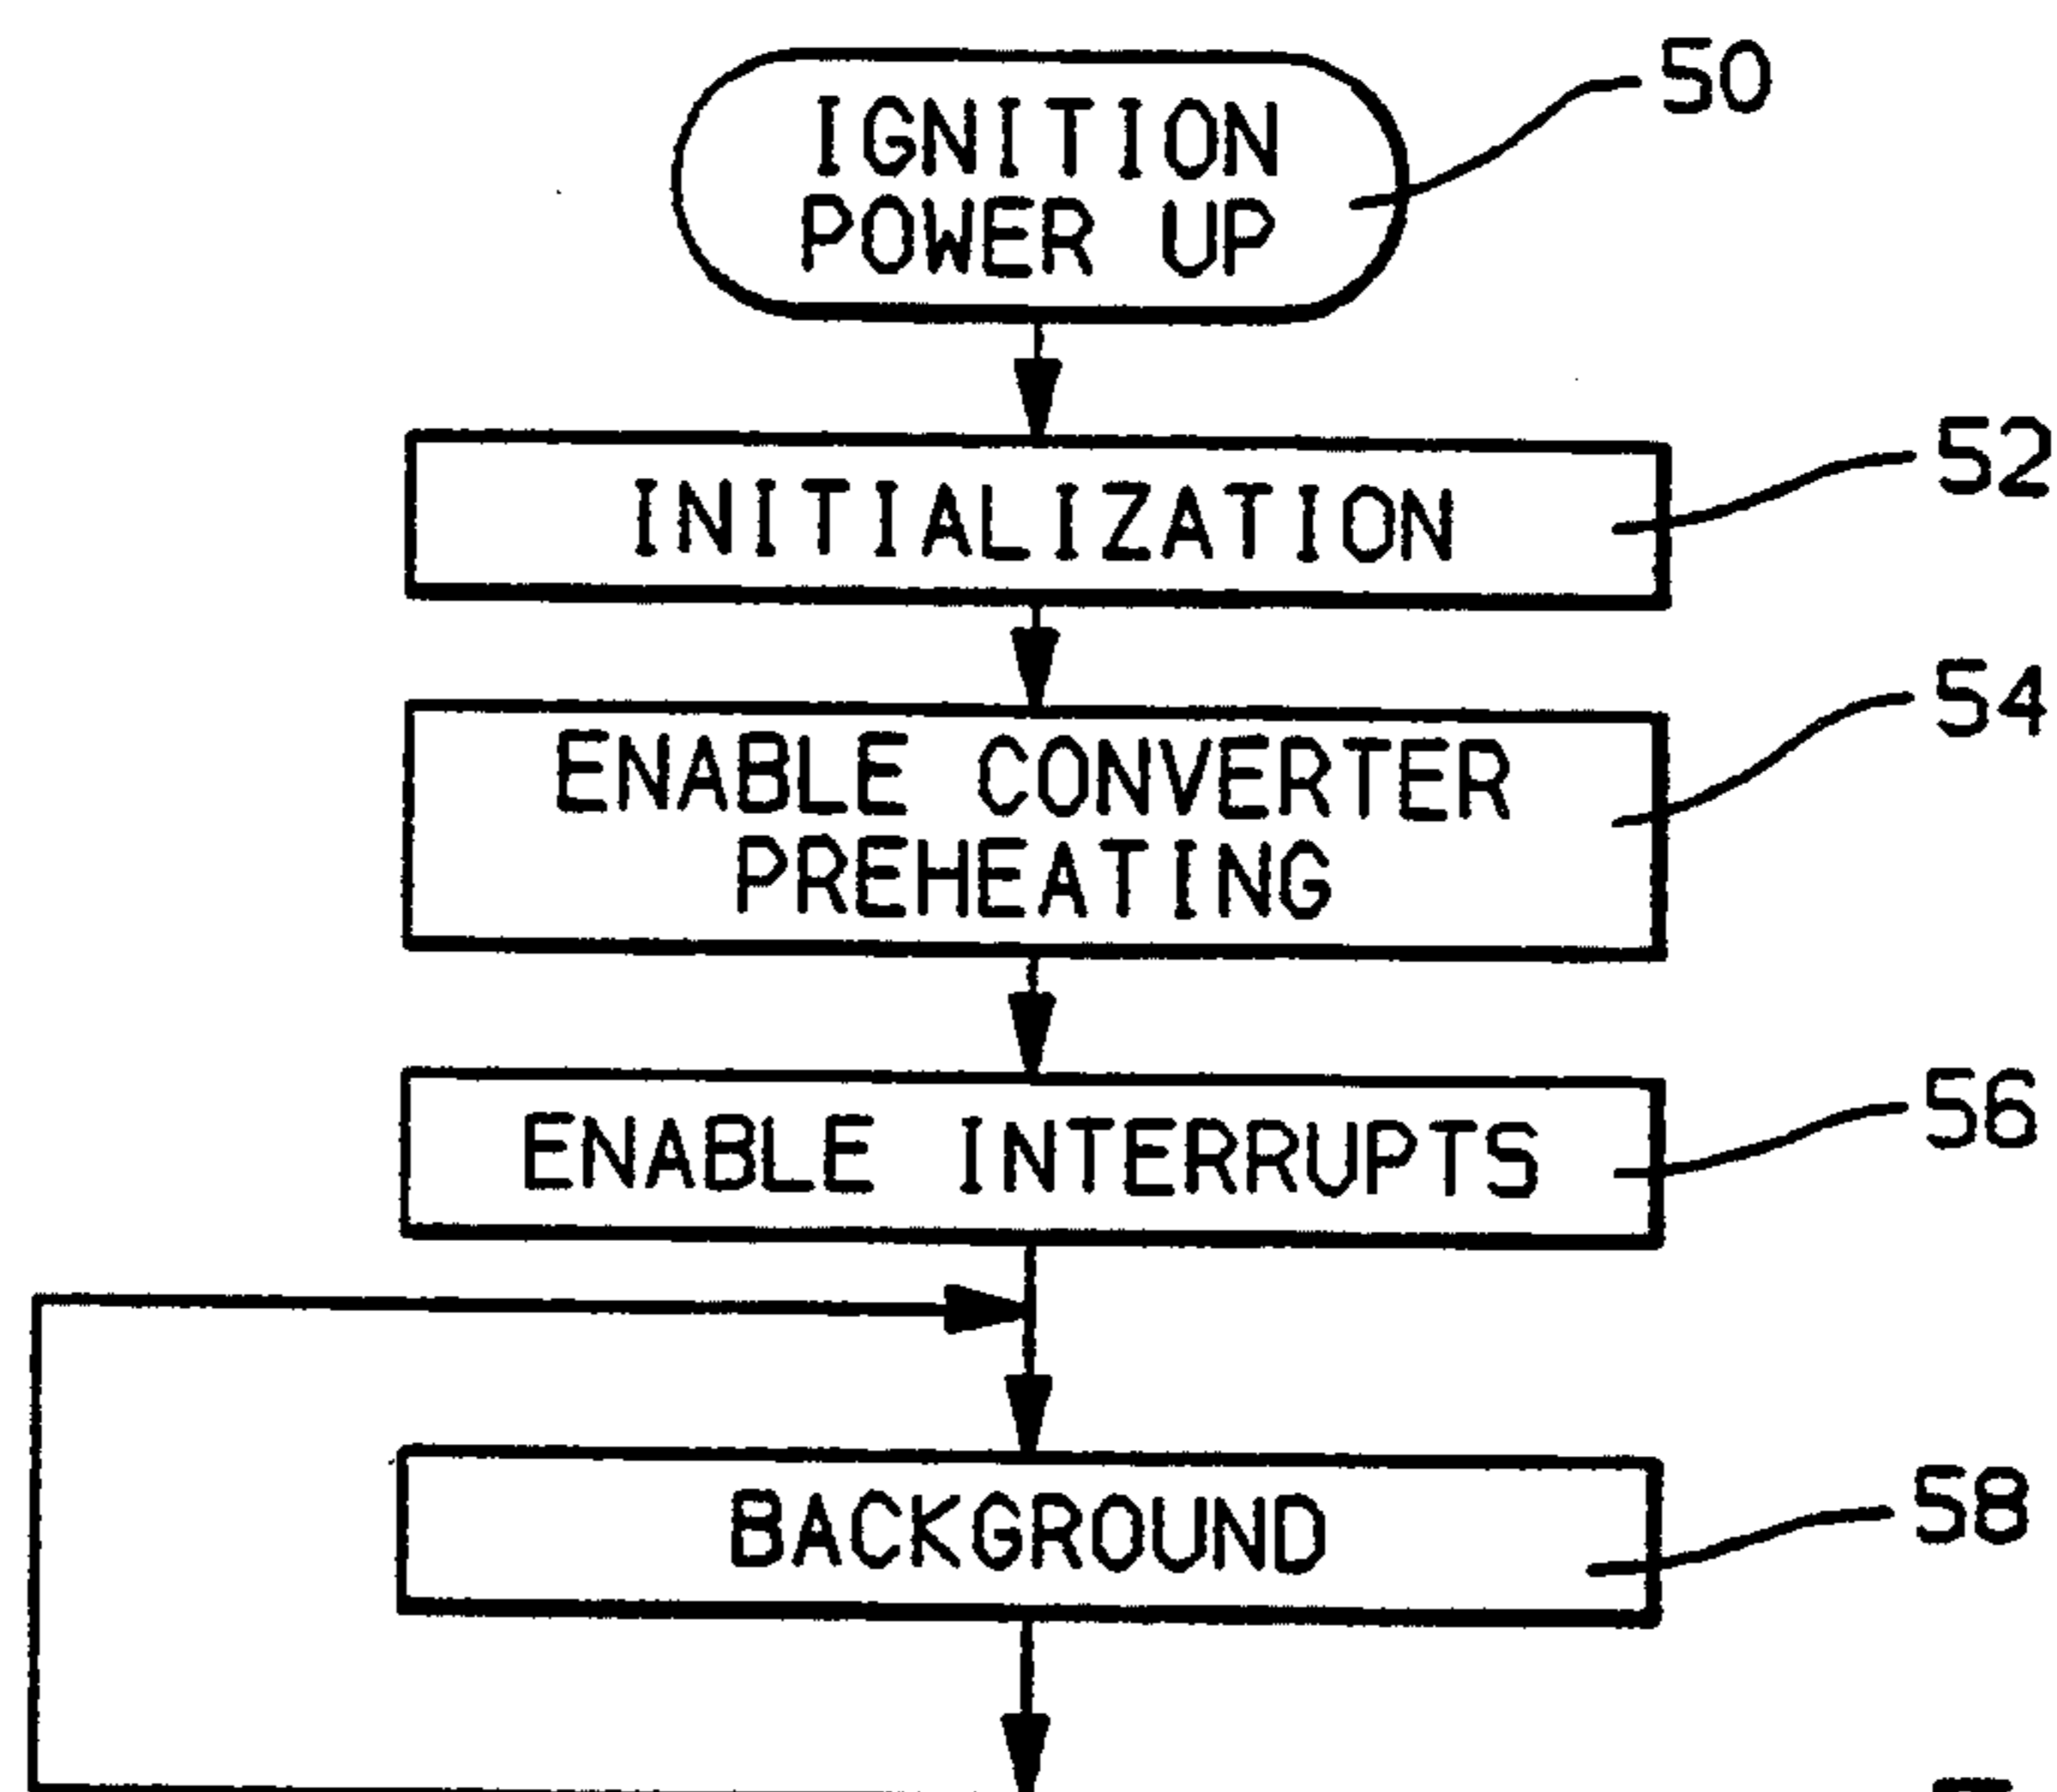 IGNITION
POWER UP
50
INITIALIZATION
52
ENABLE CONVERTER
PREHEATING
54
ENABLE INTERRUPTS
56
BACKGROUND
58